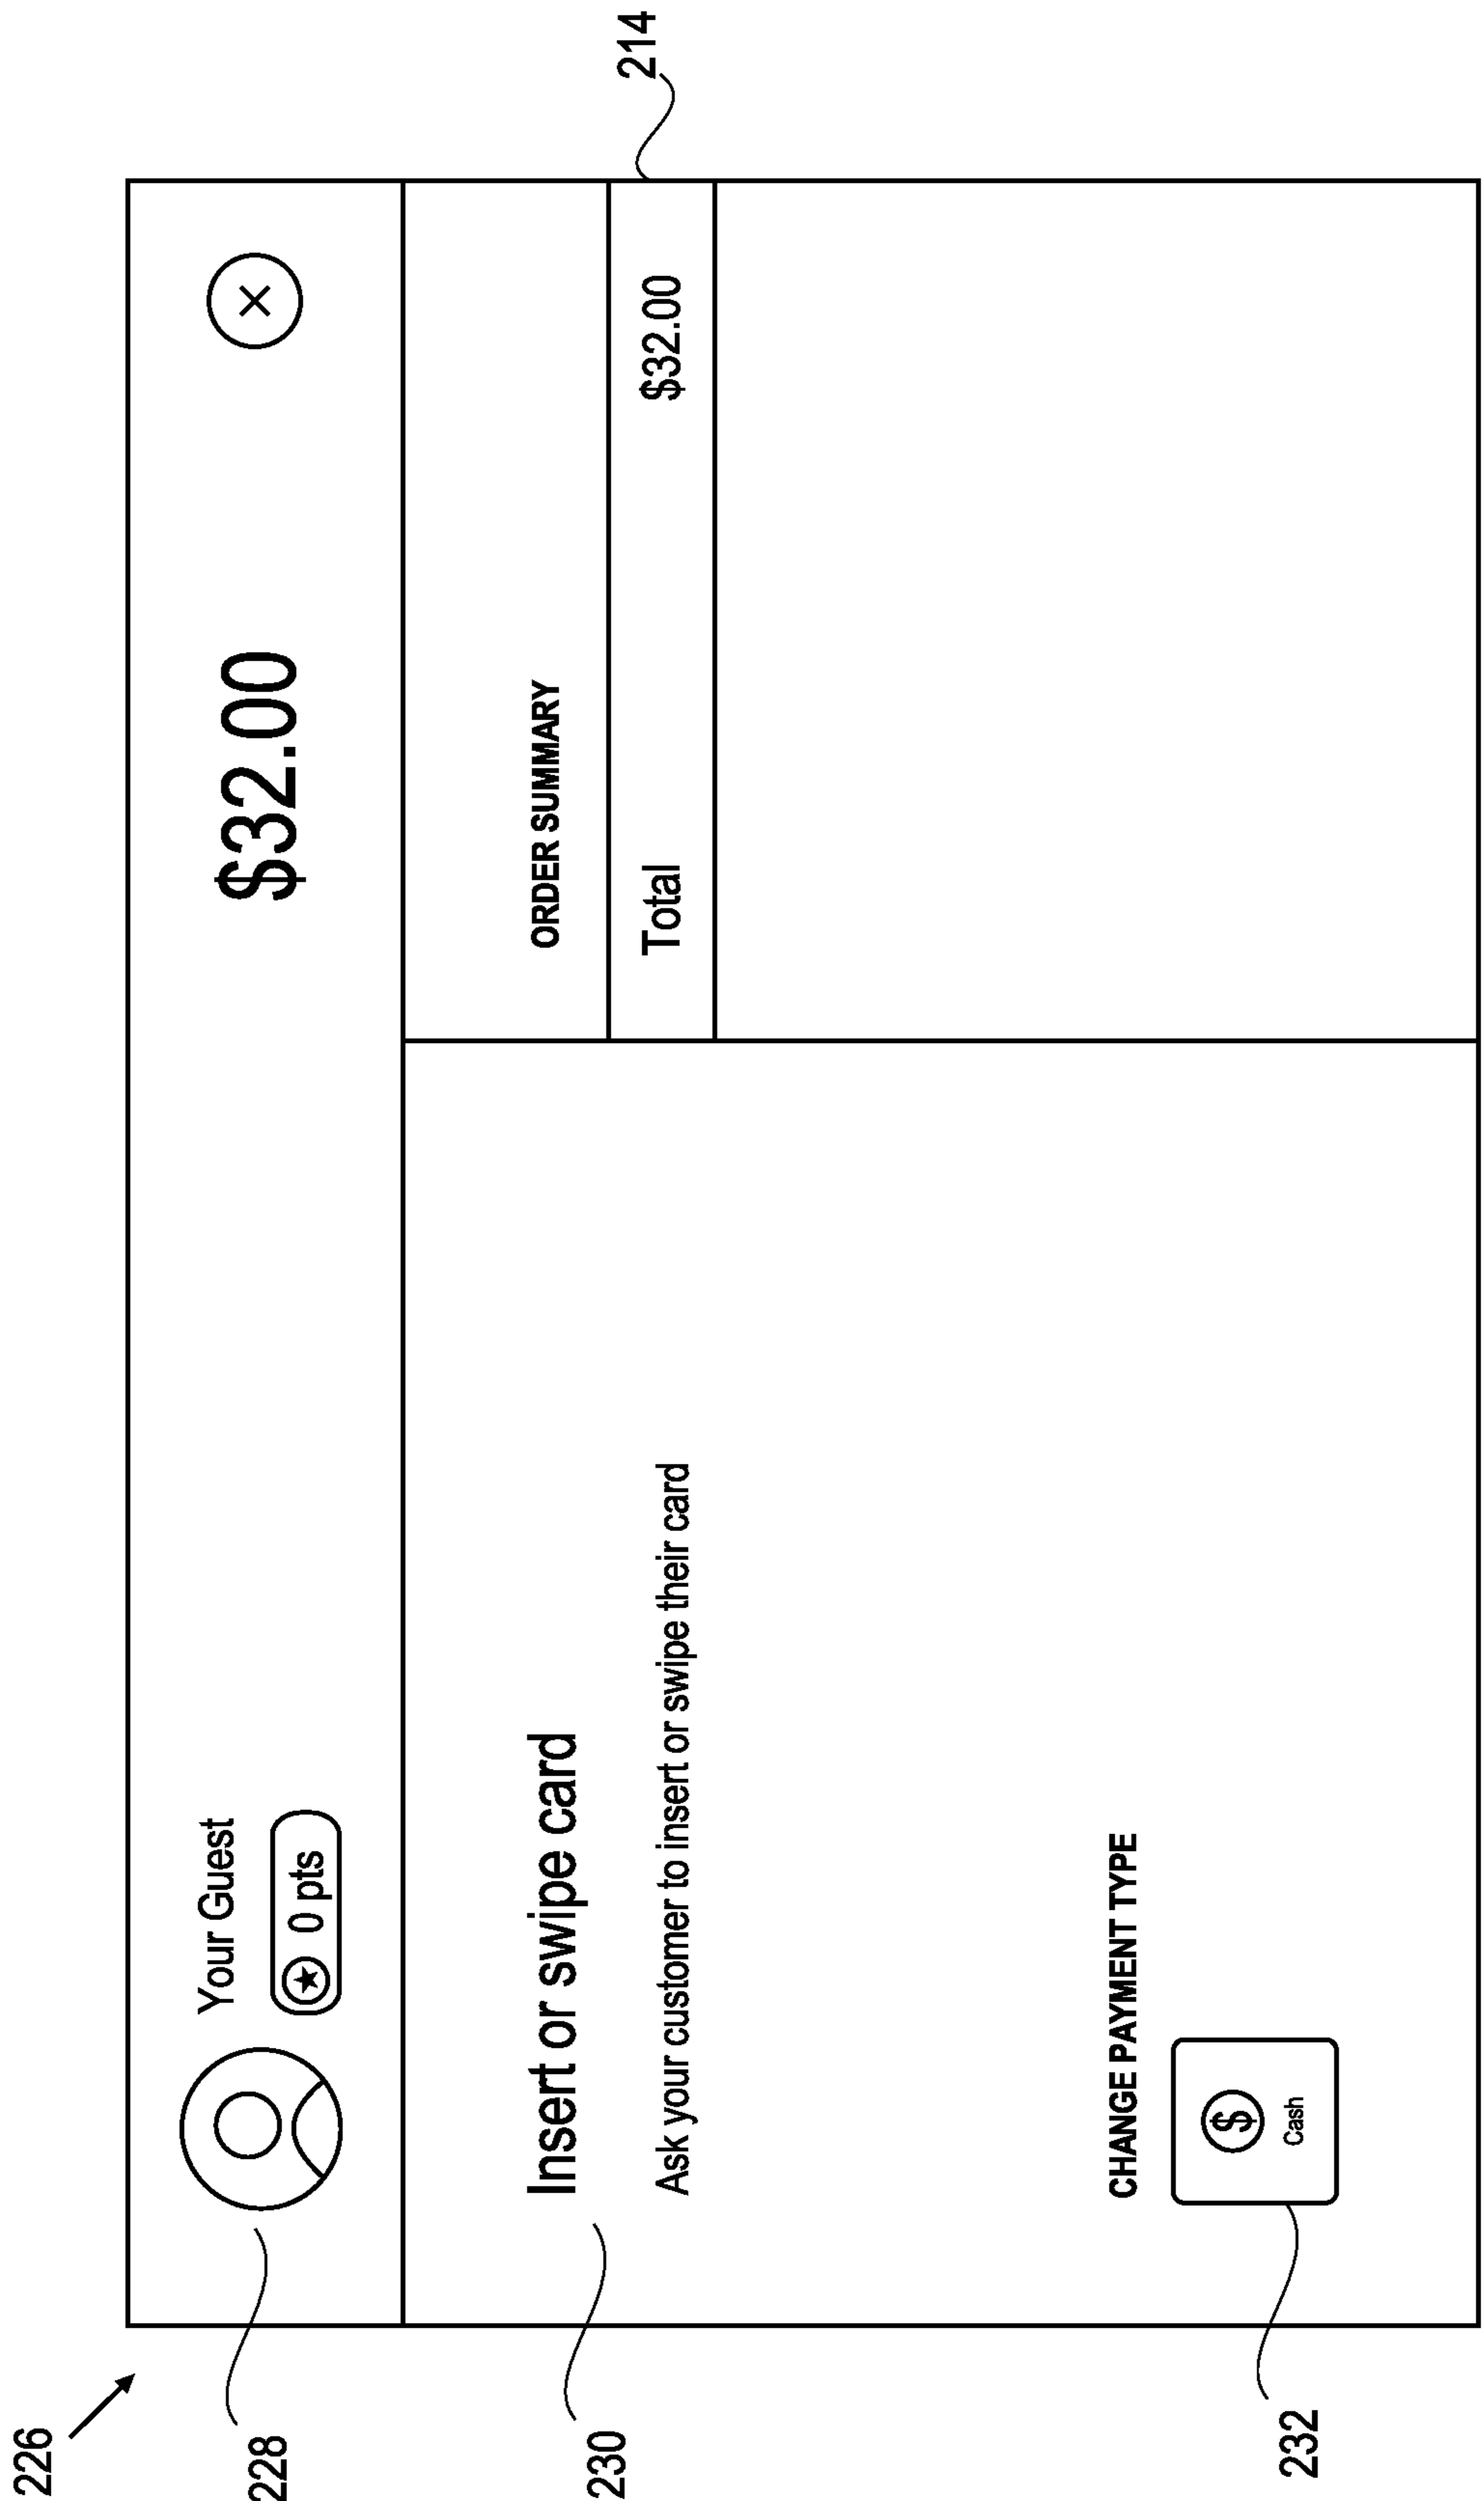 226
228
Your Guest
0 pts
$32.00
×
230
Insert or swipe card
Ask your customer to insert or swipe their card
ORDER SUMMARY
Total $32.00
214
CHANGE PAYMENT TYPE
$
Cash
232